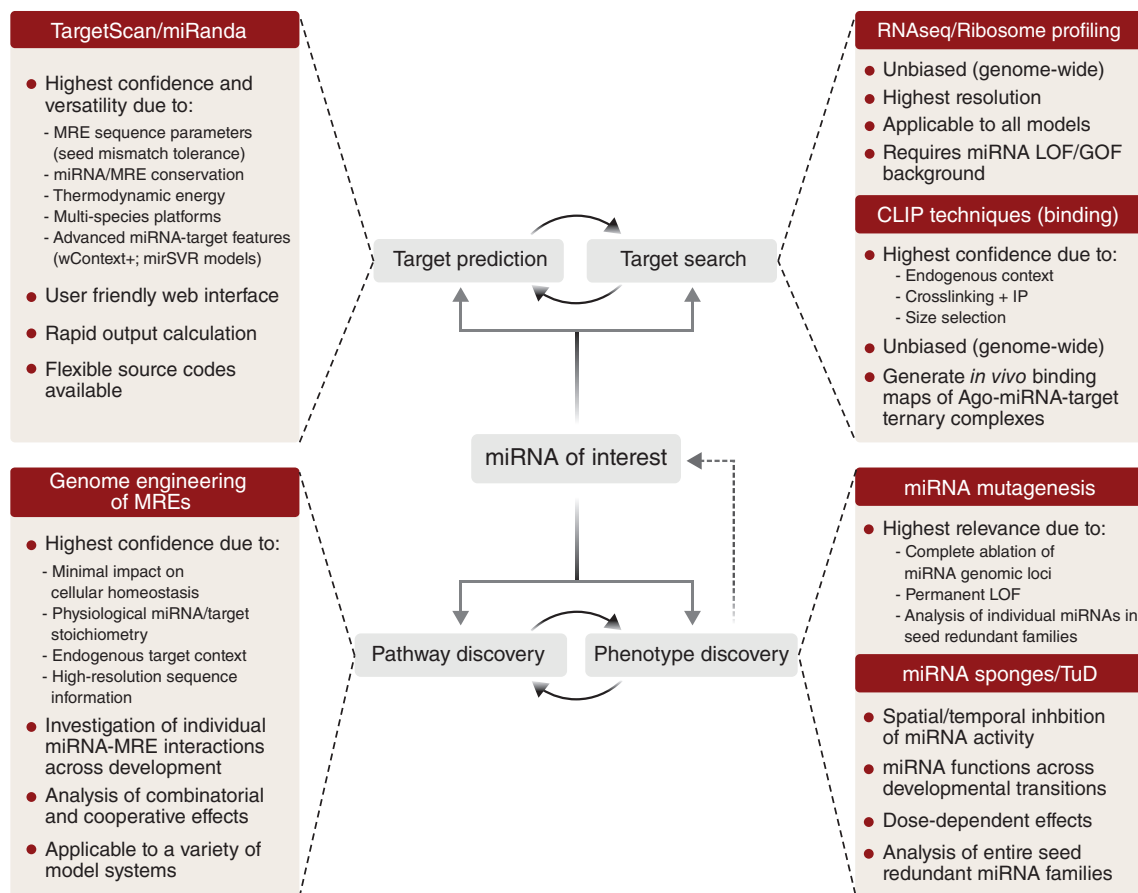 TargetScan/miRanda
Highest confidence and
versatility due to:
- MRE sequence parameters
(seed mismatch tolerance)
- miRNA/MRE conservation
- Thermodynamic energy
- Multi-species platforms
- Advanced miRNA-target features
(wContext+; mirSVR models)
User friendly web interface
Rapid output calculation
Flexible source codes
available
RNAseq/Ribosome profiling
Unbiased (genome-wide)
Highest resolution
Applicable to all models
Requires miRNA LOF/GOF
background
CLIP techniques (binding)
Highest confidence due to:
- Endogenous context
- Crosslinking + IP
- Size selection
Unbiased (genome-wide)
Generate in vivo binding
maps of Ago-miRNA-target
ternary complexes
Target prediction
Target search
miRNA of interest
Pathway discovery
Phenotype discovery
Genome engineering
of MREs
Highest confidence due to:
- Minimal impact on
cellular homeostasis
- Physiological miRNA/target
stoichiometry
- Endogenous target context
- High-resolution sequence
information
Investigation of individual
miRNA-MRE interactions
across development
Analysis of combinatorial
and cooperative effects
Applicable to a variety of
model systems
miRNA mutagenesis
Highest relevance due to:
- Complete ablation of
miRNA genomic loci
- Permanent LOF
- Analysis of individual miRNAs in
seed redundant families
miRNA sponges/TuD
Spatial/temporal inhbition
of miRNA activity
miRNA functions across
developmental transitions
Dose-dependent effects
Analysis of entire seed
redundant miRNA families